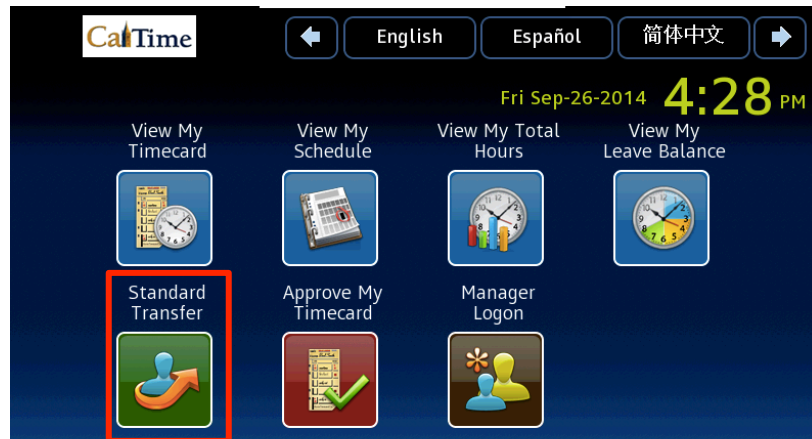 CalTime
English
Español
简体中文
Fri Sep-26-2014 4:28 PM
View My
Timecard
View My
Schedule
View My Total
Hours
View My
Leave Balance
Standard
Transfer
Approve My
Timecard
Manager
Logon